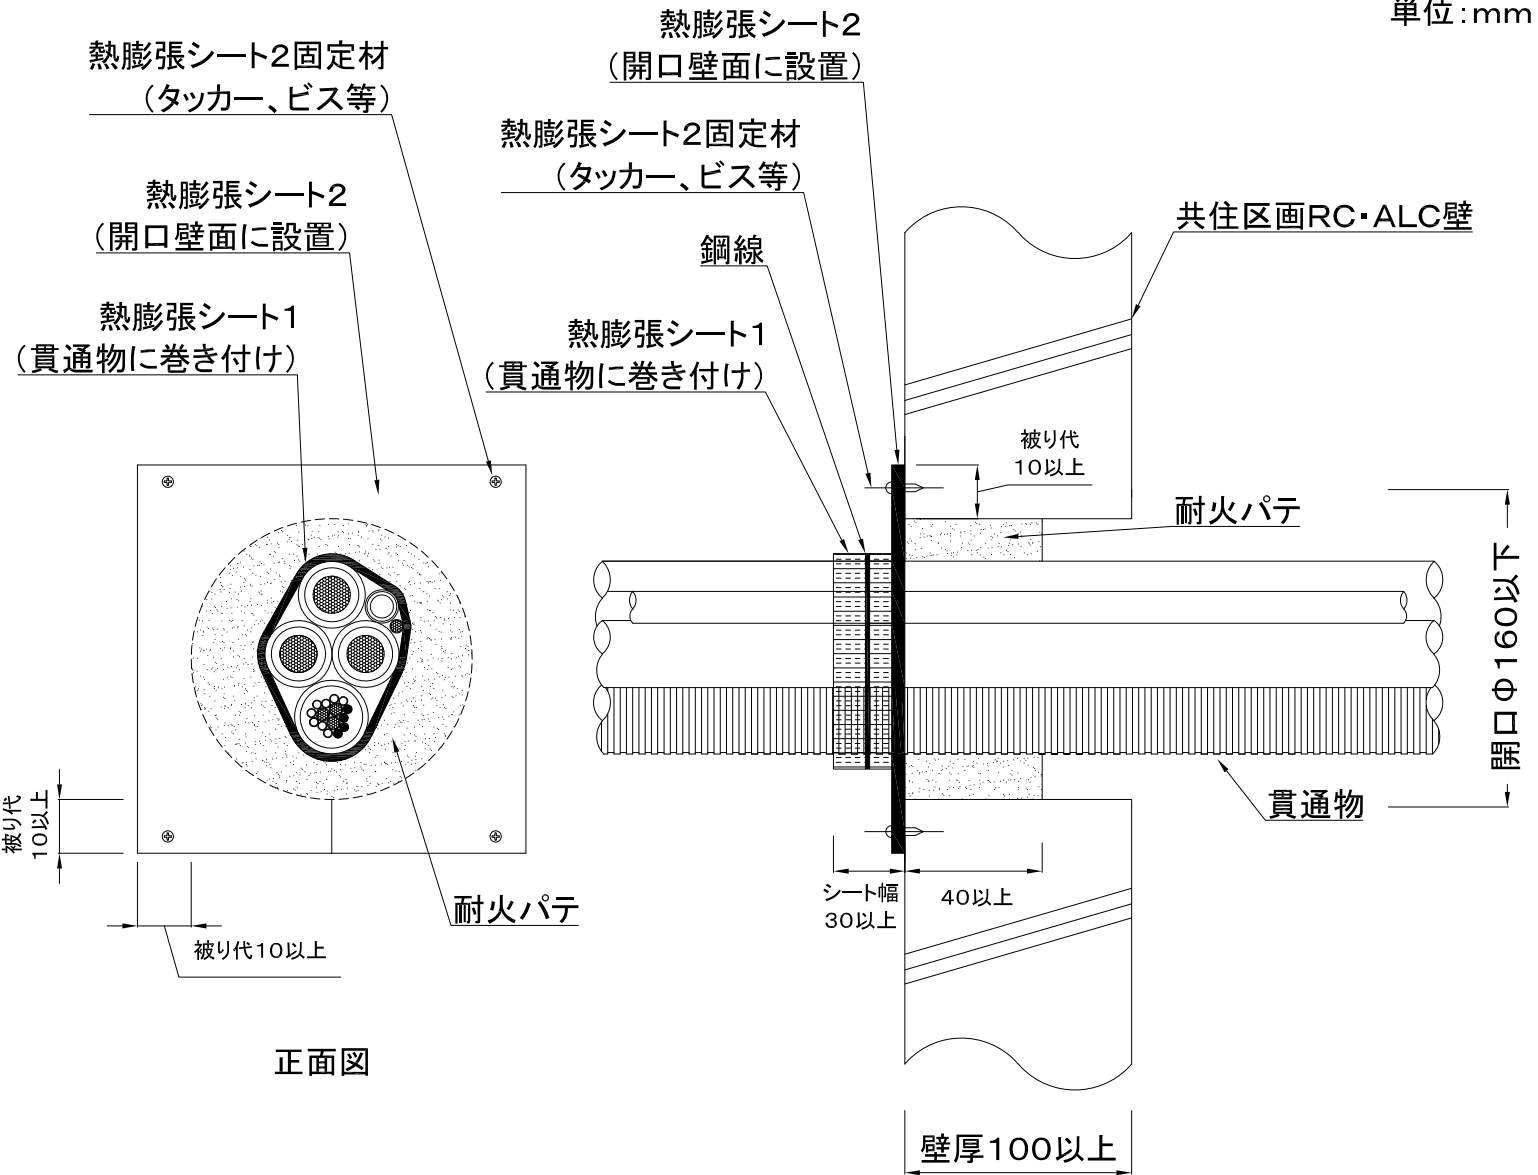 単位:mm
熱膨張シート2固定材
(タッカー、ビス等)
熱膨張シート2
(開口壁面に設置)
熱膨張シート1
(貫通物に巻き付け)
被り代
10以上
被り代10以上
耐火パテ
正面図
熱膨張シート2
(開口壁面に設置)
熱膨張シート2固定材
(タッカー、ビス等)
鋼線
熱膨張シート1
(貫通物に巻き付け)
共住区画RC・ALC壁
被り代
10以上
耐火パテ
開口Φ160以下
貫通物
シート幅
30以上
40以上
壁厚100以上